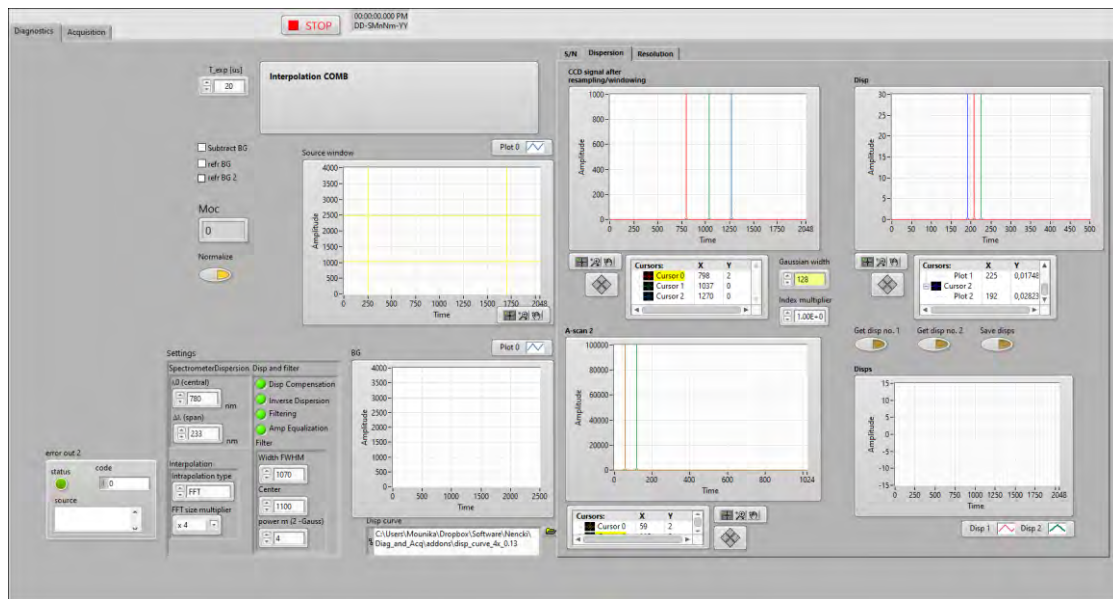 Diagnostics
Acquisition
STOP
00:00:00.000 PM
DD-SMnNm-YY
T_exp [us]
20
Interpolation COMB
Subtract BG
refr BG
refr BG 2
Moc
0
Normalze
Source window
Plot 0
4000
3500
3000
2500
2000
1500
1000
500
0
Amplitude
0 250 500 750 1000 1250 1500 1750 2048
Time
Settings
SpectrometerDispersion
λ0 (central)
780
nm
Δλ (span)
233
nm
Interpolation
Intrapolation type
FFT
FFT size multiplier
x 4
Disp and filter
Disp Compensation
Inverse Dispersion
Filtering
Amp Equalization
Filter
Width FWHM
1070
Center
1100
power m (2 -Gauss)
4
error out 2
status
code
0
source
BG
Plot 0
4000
3500
3000
2500
2000
1500
1000
500
0
Amplitude
0 500 1000 1500 2000 2500
Time
Disp curve
C:\Users\Mounika\Dropbox\Software\Nencki\
Diag_and_Acq\addons\disp_curve_4x_0.13
S/N
Dispersion
Resolution
CCD signal after
resampling/windowing
1000
800
600
400
200
0
Amplitude
0 250 500 750 1000 1250 1500 1750 2048
Time
Cursors: X Y
Cursor 0 798 2
Cursor 1 1037 0
Cursor 2 1270 0
Gaussian width
128
Index multiplier
1.00E+0
Disp
30
25
20
15
10
5
0
Amplitude
0 50 100 150 200 250 300 350 400 450 500
Time
Cursors: X Y
Plot 1 225 0,01748
Cursor 2
Plot 2 192 0,02823
Get disp no. 1
Get disp no. 2
Save disps
A-scan 2
100000
80000
60000
40000
20000
0
Amplitude
0 200 400 600 800 1024
Time
Cursors: X Y
Cursor 0 59 2
Disps
15
10
5
0
-5
-10
-15
Amplitude
0 250 500 750 1000 1250 1500 1750 2048
Time
Disp 1
Disp 2